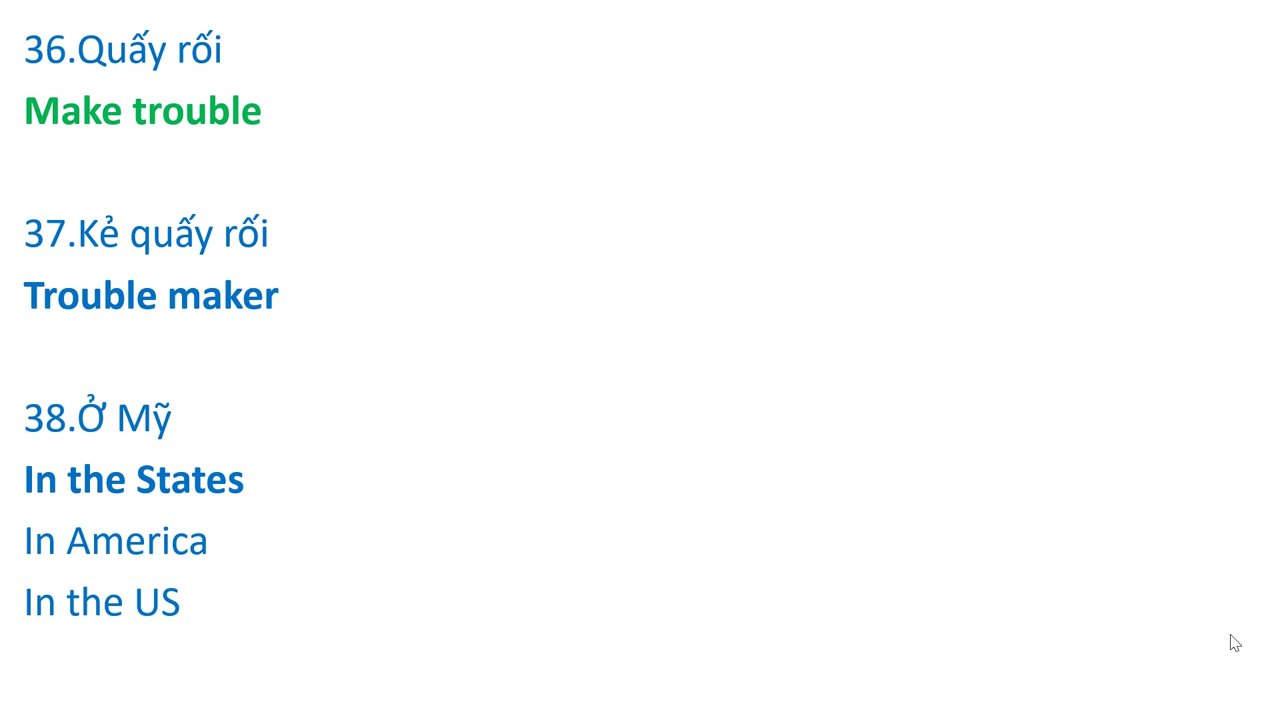 36.Quấy rối
Make trouble
37.Kẻ quấy rối
Trouble maker
38.Ở Mỹ
In the States
In America
In the US